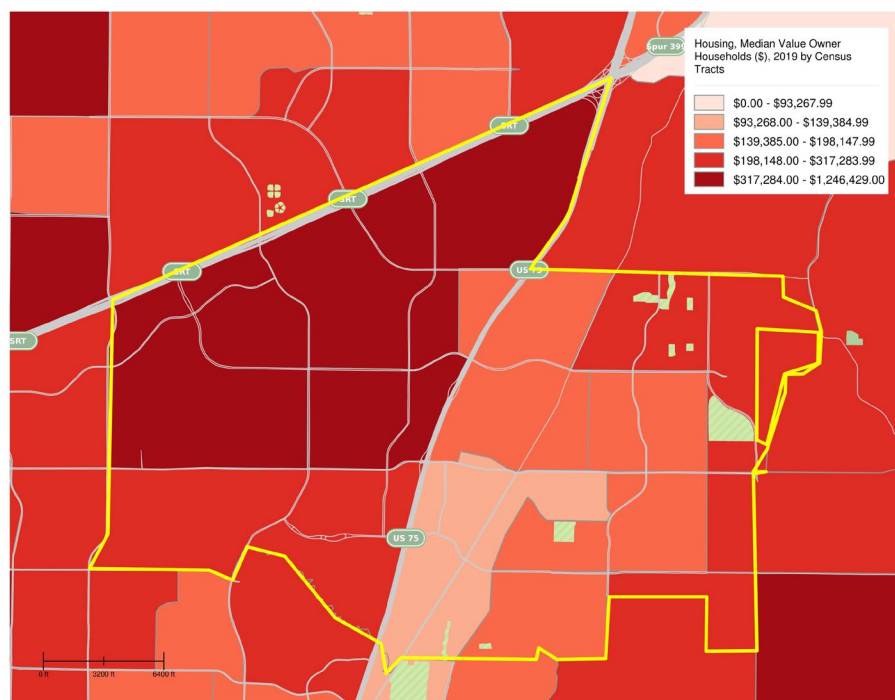 Spur 399
Housing, Median Value Owner
Households ($), 2019 by Census
Tracts
$0.00 - $93,267.99
$93,268.00 - $139,384.99
$139,385.00 - $198,147.99
$198,148.00 - $317,283.99
$317,284.00 - $1,246,429.00
SRT
SRT
SRT
US 75
SRT
US 75
0 ft
3200 ft
6400 ft